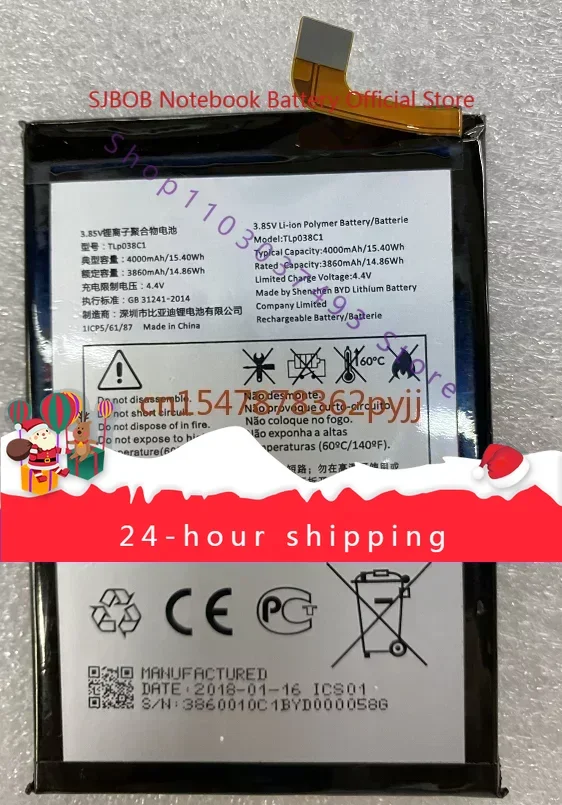 SJBOB Notebook Battery Official Store
Shop1103037493 Store
3.85V锂离子聚合物电池
型号：TLp038C1
典型容量：4000mAh/15.40Wh
额定容量：3860mAh/14.86Wh
充电限制电压：4.4V
执行标准：GB 31241-2014
制造商：深圳市比亚迪锂电池有限公司
1ICP5/61/87 Made in China
3.85V Li-ion Polymer Battery/Batterie
Model:TLp038C1
Typical Capacity:4000mAh/15.40Wh
Rated Capacity:3860mAh/14.86Wh
Limited Charge Voltage:4.4V
Made by Shenzhen BYD Lithium Battery
Company Limited
Rechargeable Battery/Batterie
60℃
Do not disassemble.
Do not short circuit.
Do not dispose of in fire.
Do not expose to
Não desmonte.
Não provoque curto-circuito.
Não coloque no fogo.
Não exponha a altas
temperaturas (60℃/140℉).
24-hour shipping
CE
MANUFACTURED
DATE: 2018-01-16 ICS01
S/N: 3860010C1BYD000058G